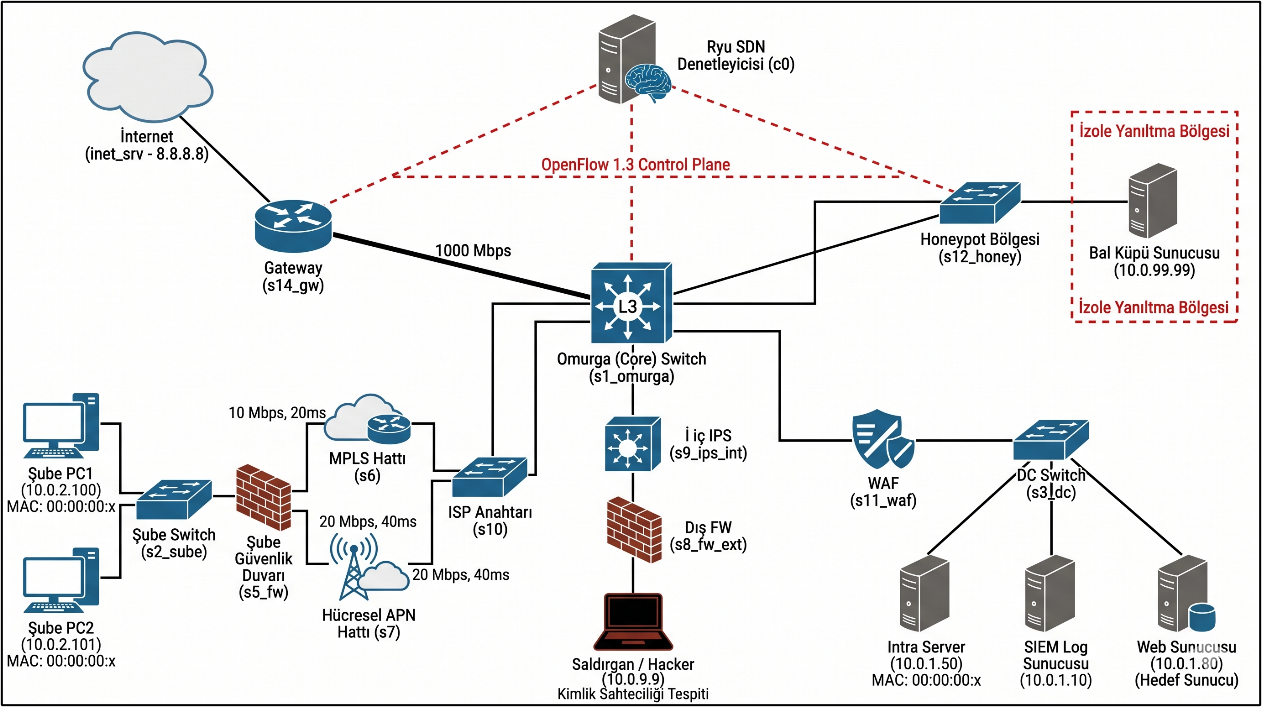 Ryu SDN
Denetleyicisi (c0)
İnternet
(inet_srv - 8.8.8.8)
OpenFlow 1.3 Control Plane
İzole Yanıltma Bölgesi
Bal Küpü Sunucusu
(10.0.99.99)
İzole Yanıltma Bölgesi
Honeypot Bölgesi
(s12_honey)
Gateway
(s14_gw)
1000 Mbps
L3
Omurga (Core) Switch
(s1_omurga)
Şube PC1
(10.0.2.100)
MAC: 00:00:00:x
Şube PC2
(10.0.2.101)
MAC: 00:00:00:x
Şube Switch
(s2_sube)
Şube
Güvenlik
Duvarı
(s5_fw)
10 Mbps, 20ms
MPLS Hattı
(s6)
20 Mbps, 40ms
20 Mbps, 40ms
Hücresel APN
Hattı (s7)
ISP Anahtarı
(s10)
İ iç IPS
(s9_ips_int)
Dış FW
(s8_fw_ext)
Saldırgan / Hacker
(10.0.9.9)
Kimlik Sahteciliği Tespiti
WAF
(s11_waf)
DC Switch
(s3_dc)
Intra Server
(10.0.1.50)
MAC: 00:00:00:x
SIEM Log
Sunucusu
(10.0.1.10)
Web Sunucusu
(10.0.1.80)
(Hedef Sunucu)